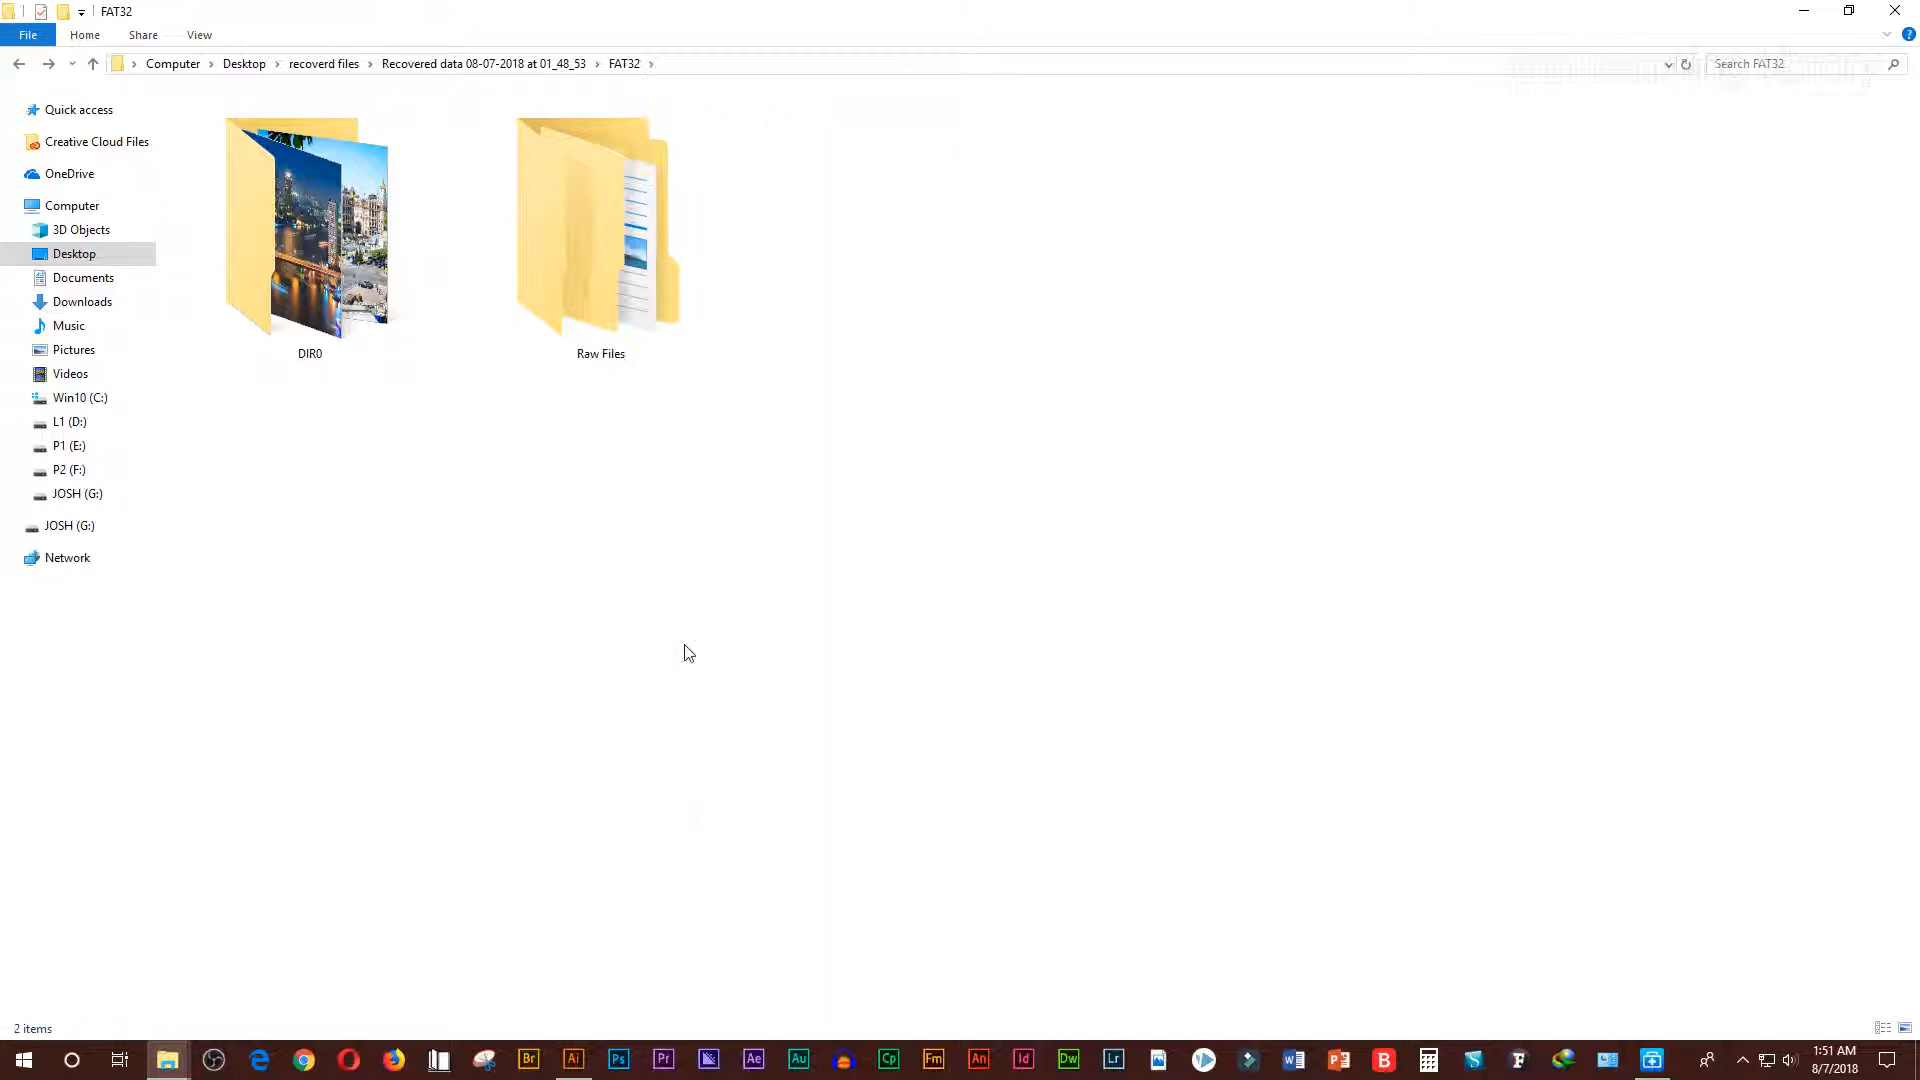 FAT32
File Home Share View
Computer Desktop recoverd files Recovered data 08-07-2018 at 01_48_53 FAT32
Search FAT32
Quick access
Creative Cloud Files
OneDrive
Computer
3D Objects
Desktop
Documents
Downloads
Music
Pictures
Videos
Win10 (C:)
L1 (D:)
P1 (E:)
P2 (F:)
JOSH (G:)
JOSH (G:)
Network
DIR0 Raw Files
2 items
Br Ai Ps Pr Ae Au Cp Fm An Id Dw Lr
1:51 AM
8/7/2018